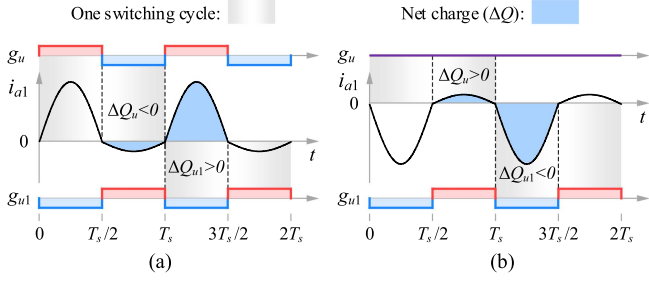 One switching cycle:
Net charge (ΔQ):
g_u
i_a1
ΔQ_u<0
0
t
ΔQ_u1>0
g_u1
0 T_s/2 T_s 3T_s/2 2T_s
(a)
g_u
ΔQ_u>0
i_a1
0
t
ΔQ_u1<0
g_u1
0 T_s/2 T_s 3T_s/2 2T_s
(b)